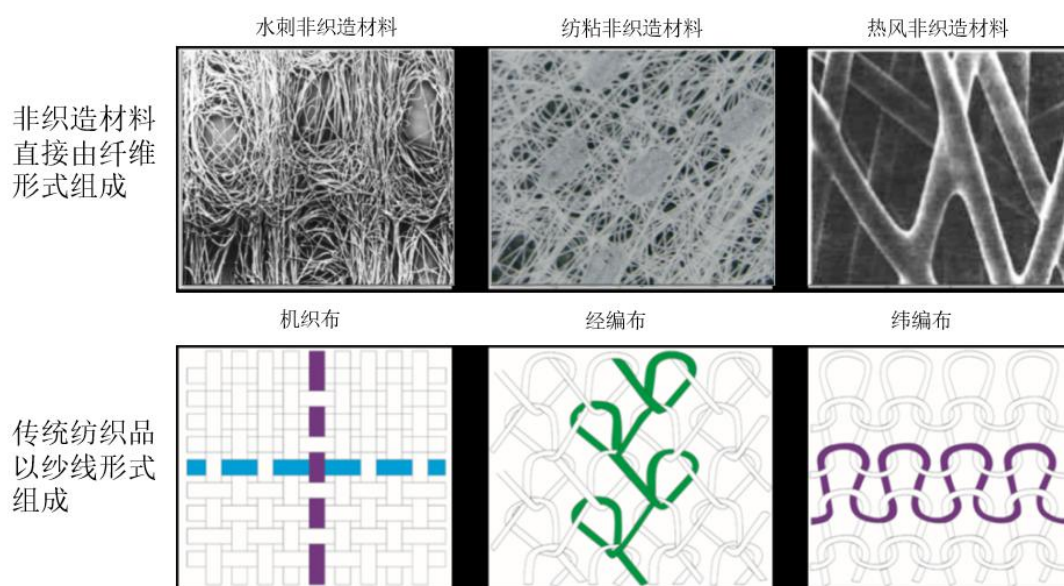 水刺非织造材料
纺粘非织造材料
热风非织造材料
非织造材料
直接由纤维
形式组成
机织布
经编布
纬编布
传统纺织品
以纱线形式
组成